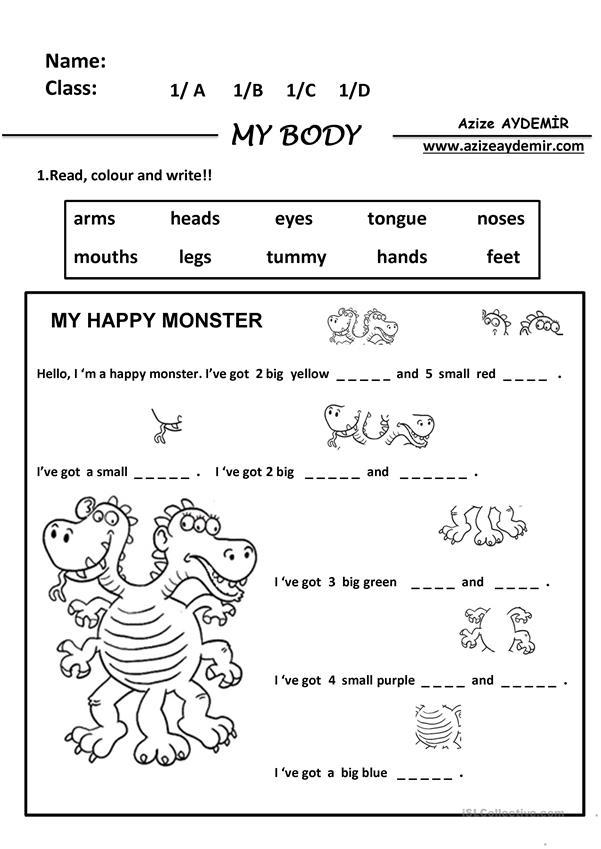 Name:
Class: 1/ A 1/B 1/C 1/D
MY BODY
Azize AYDEMİR
www.azizeaydemir.com
1.Read, colour and write!!
arms heads eyes tongue noses
mouths legs tummy hands feet
MY HAPPY MONSTER
Hello, I ‘m a happy monster. I’ve got 2 big yellow _ _ _ _ _ and 5 small red _ _ _ _ .
I’ve got a small _ _ _ _ _ . I ‘ve got 2 big _ _ _ _ _ and _ _ _ _ _ _ .
I ‘ve got 3 big green _ _ _ _ and _ _ _ _ .
I ‘ve got 4 small purple _ _ _ _ and _ _ _ _ _ .
I ‘ve got a big blue _ _ _ _ _ .
iSLCollective.com